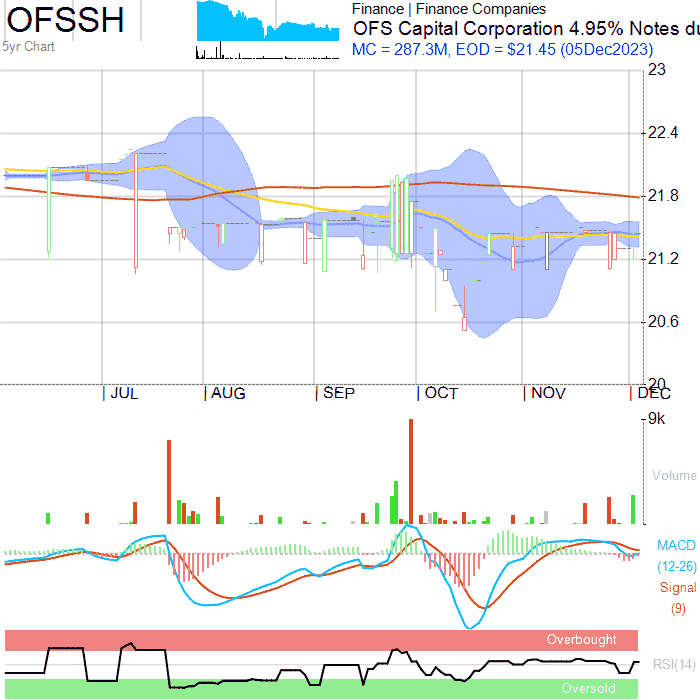 OFSSH
5yr Chart
Finance | Finance Companies
OFS Capital Corporation 4.95% Notes du
MC = 287.3M, EOD = $21.45 (05Dec2023)
23
22.4
21.8
21.2
20.6
20
JUL AUG SEP OCT NOV DEC
9k
Volume
MACD
(12-26)
Signal
(9)
Overbought
RSI(14)
Oversold